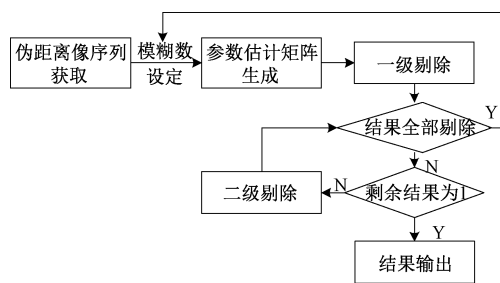 伪距离像序列
获取
模糊数
设定
参数估计矩阵
生成
一级剔除
结果全部剔除
Y
N
二级剔除
N
剩余结果为1
Y
结果输出